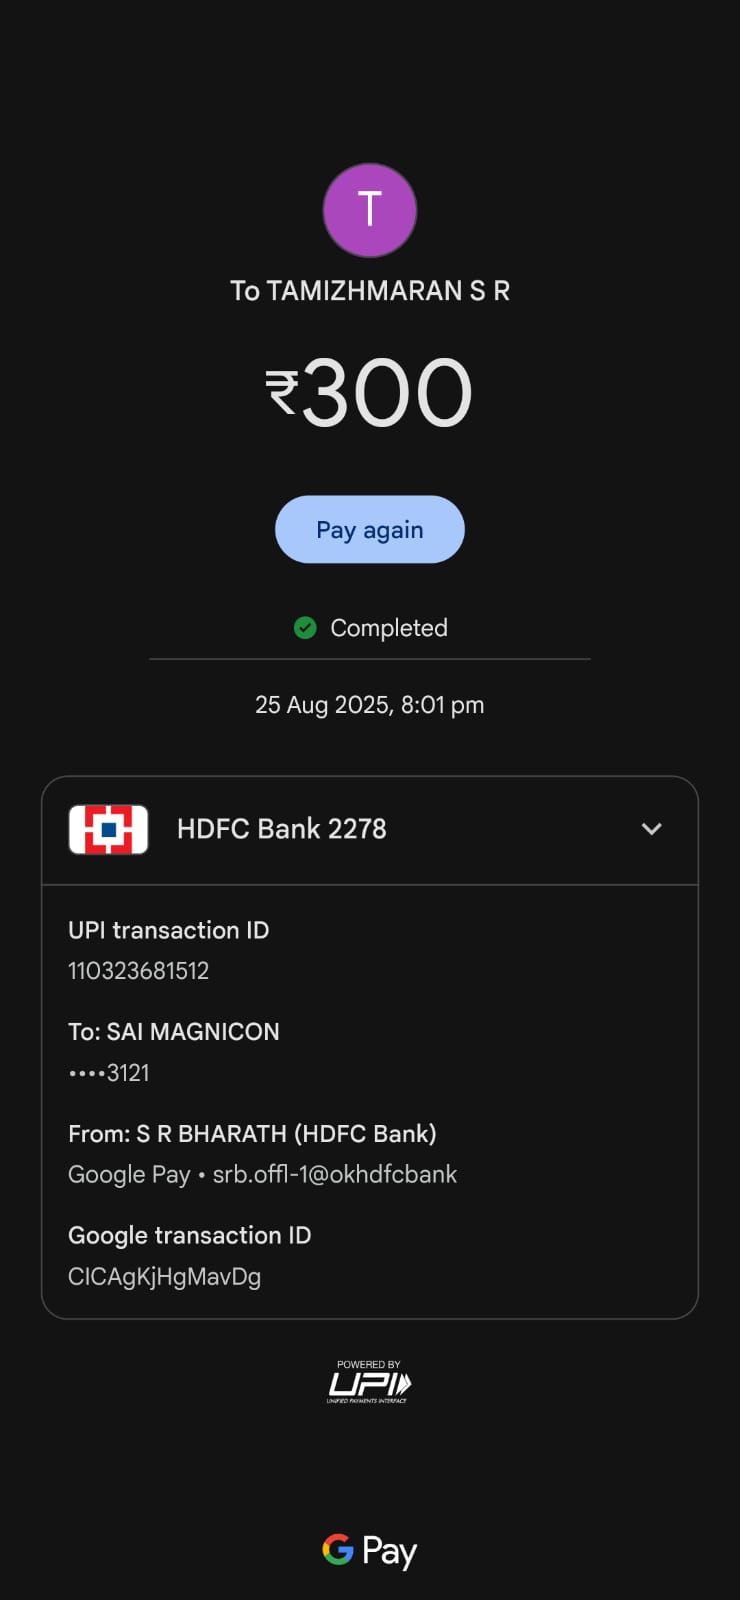 T
To TAMIZHMARAN S R
₹300
Pay again
Completed
25 Aug 2025, 8:01 pm
HDFC Bank 2278
UPI transaction ID
110323681512
To: SAI MAGNICON
••••3121
From: S R BHARATH (HDFC Bank)
Google Pay • srb.offl-1@okhdfcbank
Google transaction ID
CICAgKjHgMavDg
POWERED BY
UPI
UNIFIED PAYMENTS INTERFACE
G Pay